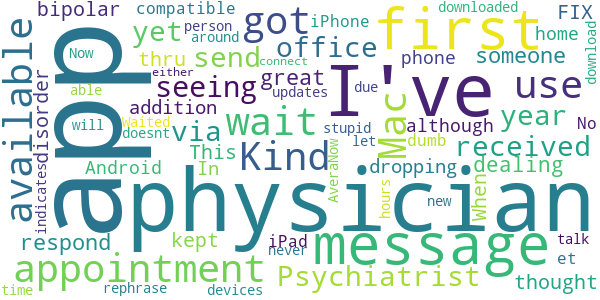 bipolar
compatible
got
first
FIX
yet
iPhone
person
around
downloaded
Now
thru
send
office
phone
someone
home
download
app
available
disorder
indicates
will
able
either
seeing
great
connect
updates
due
I've
use
addition
Waited
doesnt
via
wait
stupid
let
Mac
although
year
No
Android
This
In
Kind
AveraNow
dumb
received
dropping
when
dealing
physician
respond
kept
iPad
never
hours
new
message
talk
et
appointment
Psychiatrist
thought
time
rephrase
devices